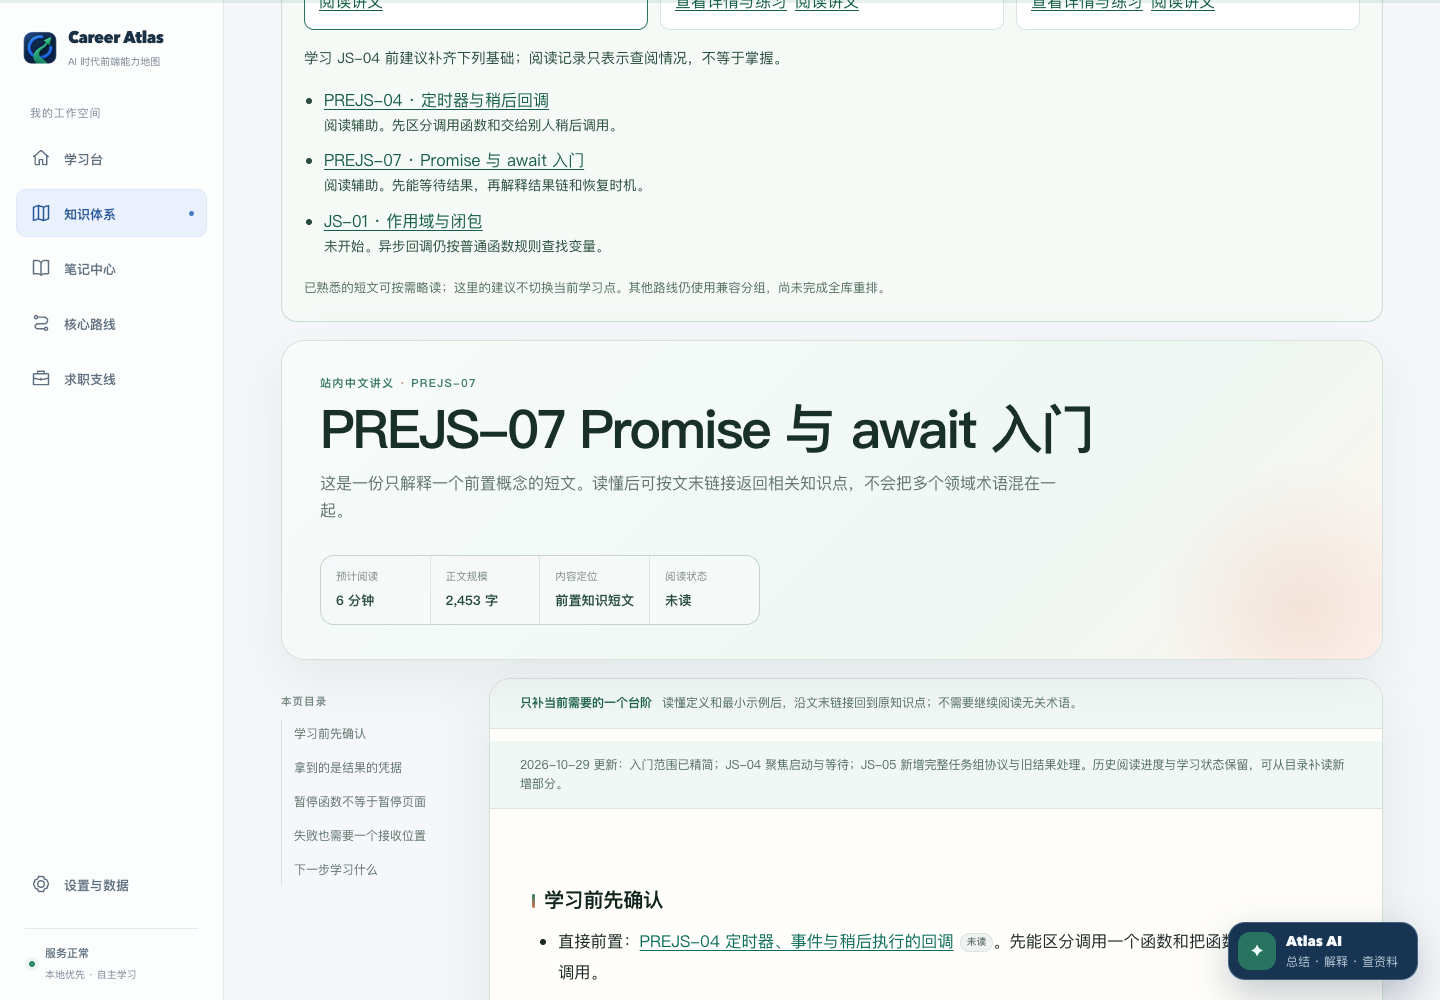 Career Atlas
AI 时代前端能力地图
我的工作空间
学习台
知识体系
笔记中心
核心路线
求职支线
设置与数据
服务正常
本地优先 · 自主学习
阅读讲义
查看详情与练习 阅读讲义
查看详情与练习 阅读讲义
学习 JS-04 前建议补齐下列基础；阅读记录只表示查阅情况，不等于掌握。
PREJS-04 · 定时器与稍后回调
阅读辅助。先区分调用函数和交给别人稍后调用。
PREJS-07 · Promise 与 await 入门
阅读辅助。先能等待结果，再解释结果链和恢复时机。
JS-01 · 作用域与闭包
未开始。异步回调仍按普通函数规则查找变量。
已熟悉的短文可按需略读；这里的建议不切换当前学习点。其他路线仍使用兼容分组，尚未完成全库重排。
站内中文讲义 · PREJS-07
PREJS-07 Promise 与 await 入门
这是一份只解释一个前置概念的短文。读懂后可按文末链接返回相关知识点，不会把多个领域术语混在一
起。
预计阅读 正文规模 内容定位 阅读状态
6 分钟 2,453 字 前置知识短文 未读
本页目录
学习前先确认
拿到的是结果的凭据
暂停函数不等于暂停页面
失败也需要一个接收位置
下一步学习什么
只补当前需要的一个台阶 读懂定义和最小示例后，沿文末链接回到原知识点；不需要继续阅读无关术语。
2026-10-29 更新：入门范围已精简；JS-04 聚焦启动与等待；JS-05 新增完整任务组协议与旧结果处理。历史阅读进度与学习状态保留，可从目录补读新
增部分。
学习前先确认
直接前置：PREJS-04 定时器、事件与稍后执行的回调 未读 。先能区分调用一个函数和把函数
调用。
Atlas AI
总结 · 解释 · 查资料